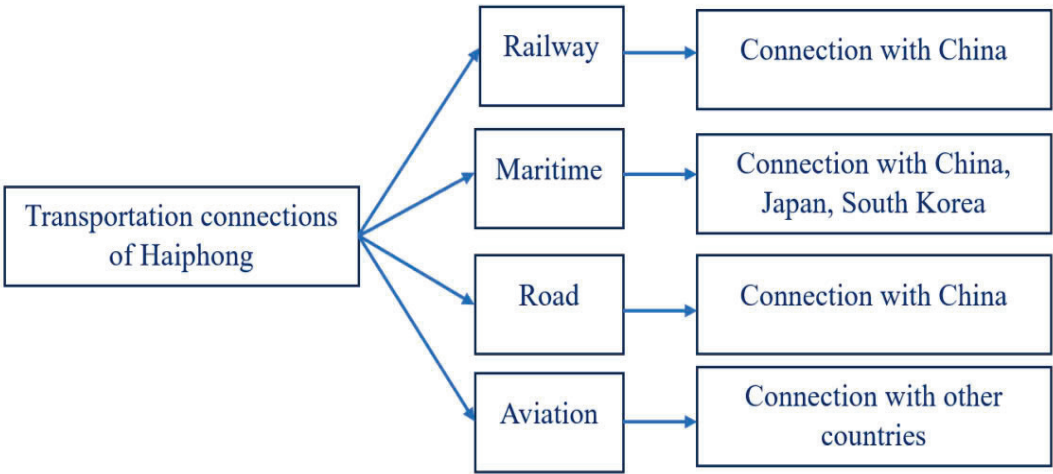 Transportation connections
of Haiphong
Railway
Connection with China
Maritime
Connection with China,
Japan, South Korea
Road
Connection with China
Aviation
Connection with other
countries